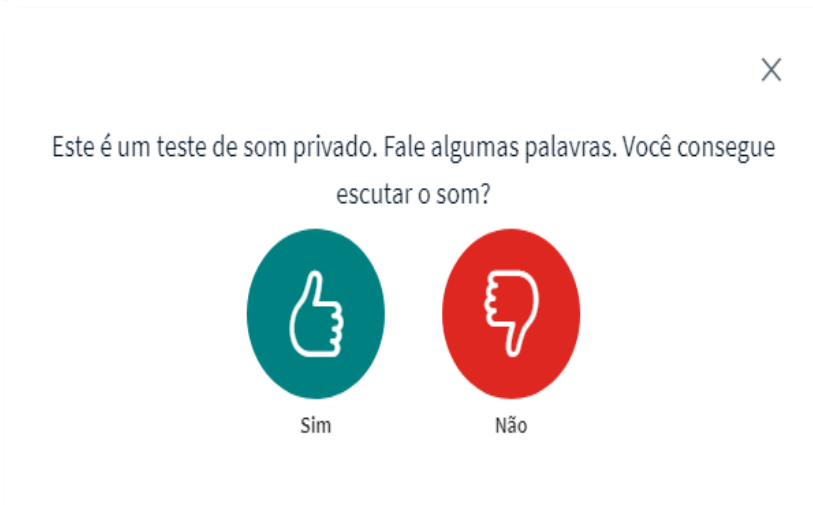 Este é um teste de som privado. Fale algumas palavras. Você consegue
escutar o som?
Sim
Não